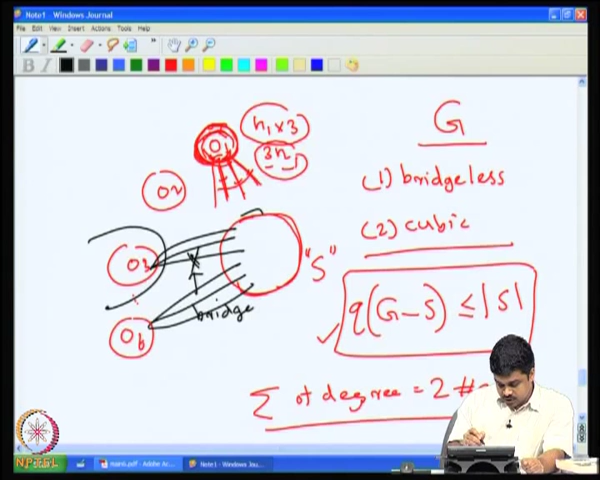 Note1 - Windows Journal
File Edit View Insert Actions Tools Help
B I
G
n₁ x 3
O₁
3n₁
O₂
(1) bridgeless
(2) cubic
O₃
"S"
q(G-S) ≤ |S|
bridge
Σ of degree = 2 #
NPTEL
Note1 - Windows Jou...